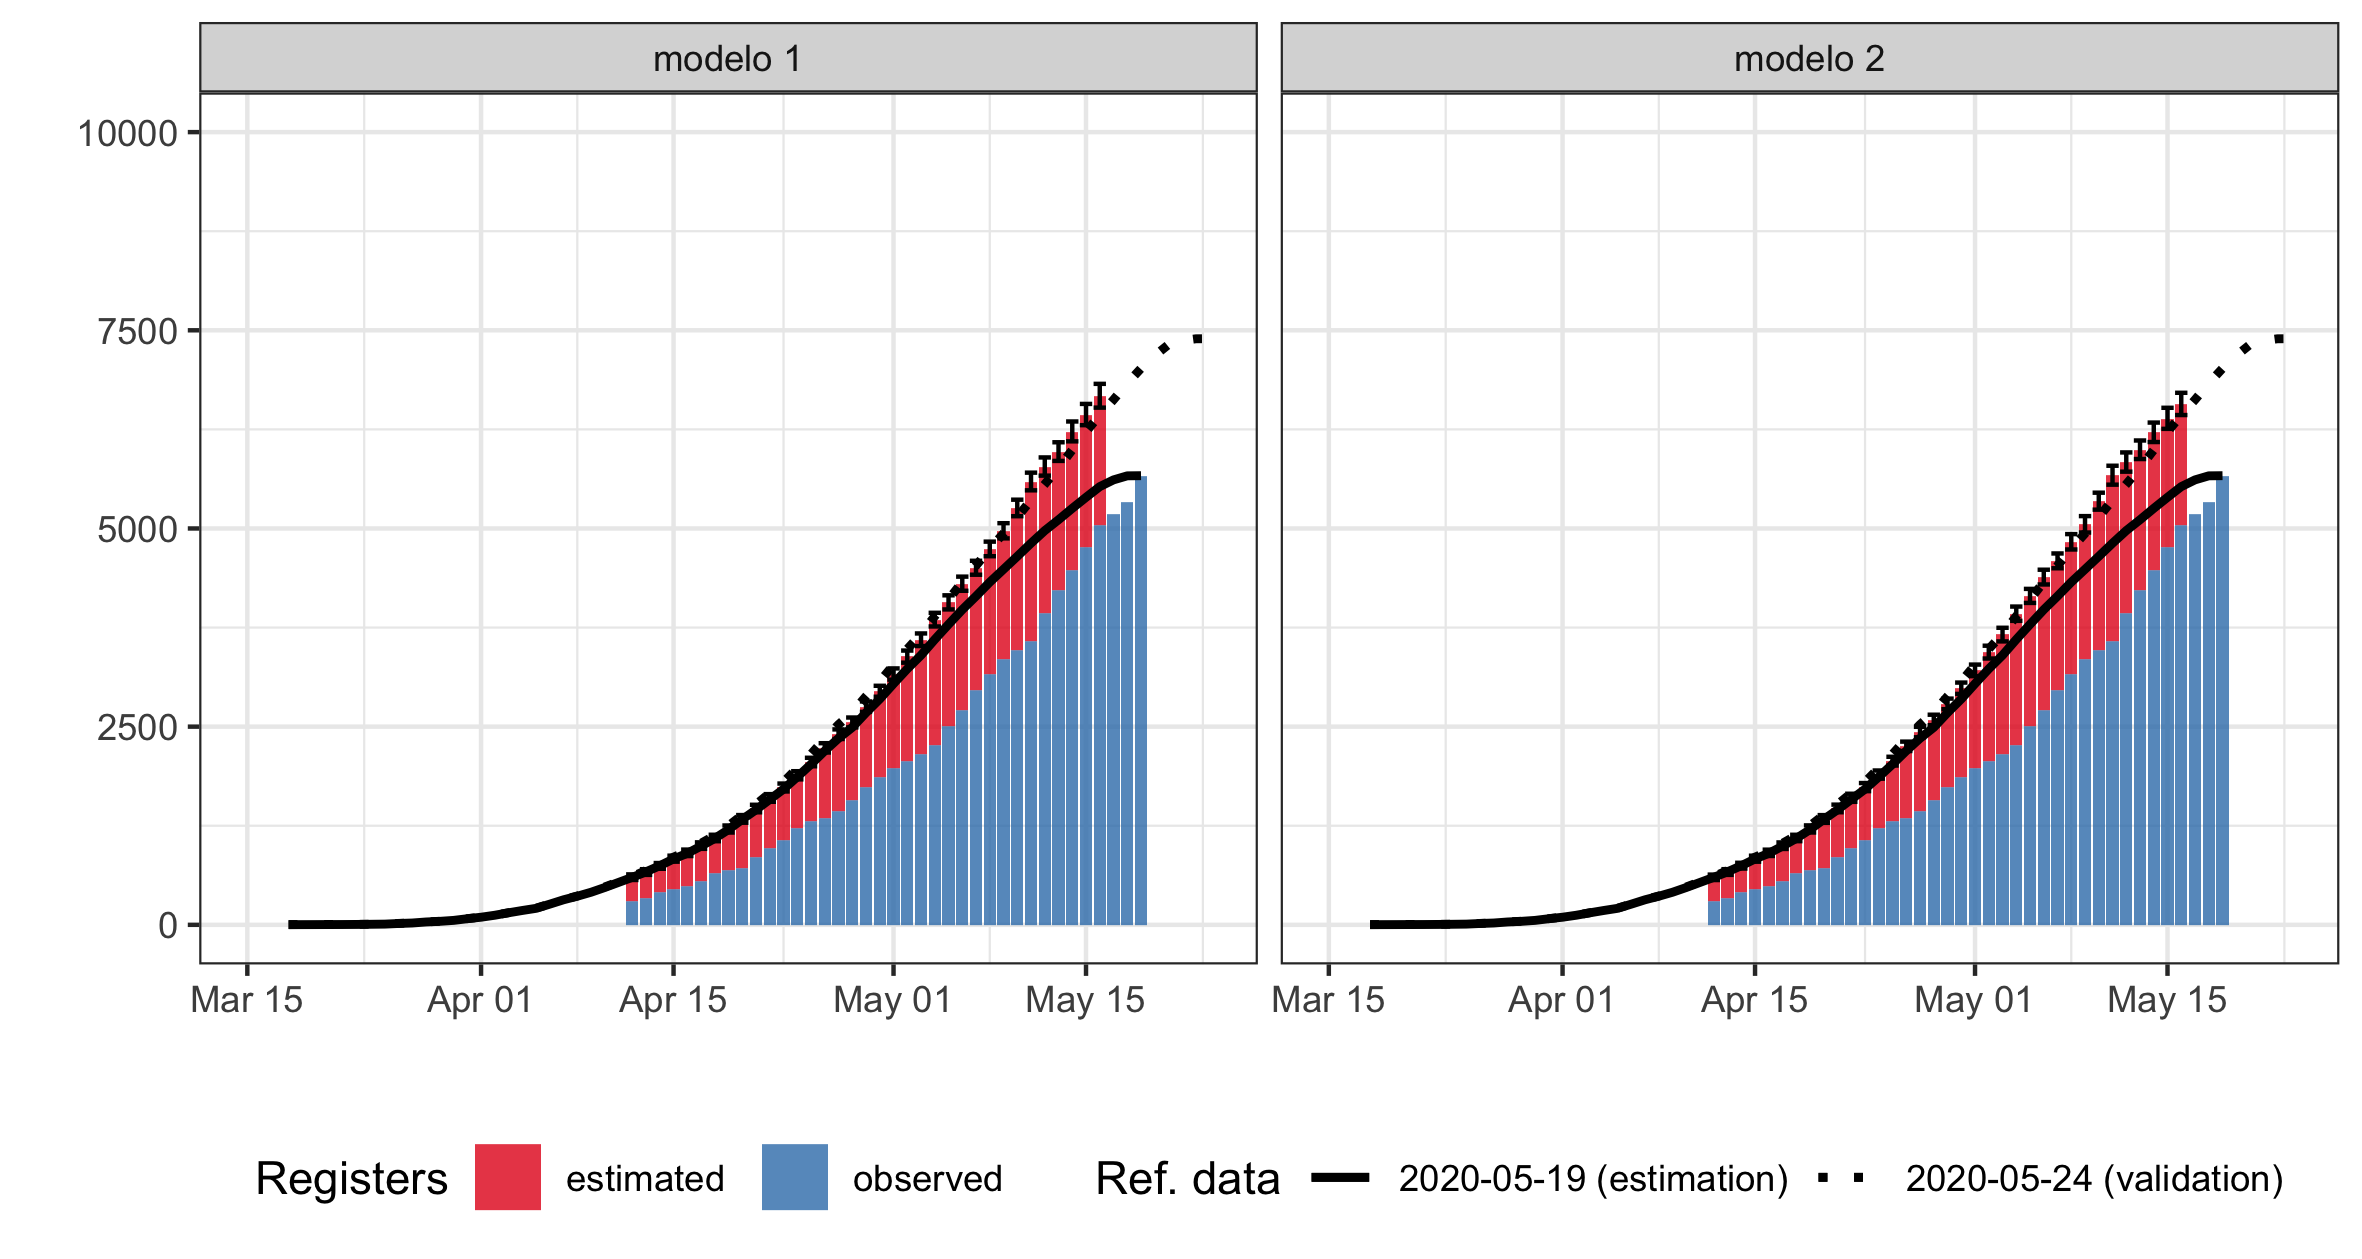 modelo 1
modelo 2
10000
7500
5000
2500
0
Mar 15 Apr 01 Apr 15 May 01 May 15
Mar 15 Apr 01 Apr 15 May 01 May 15
Registers estimated observed Ref. data 2020-05-19 (estimation) 2020-05-24 (validation)